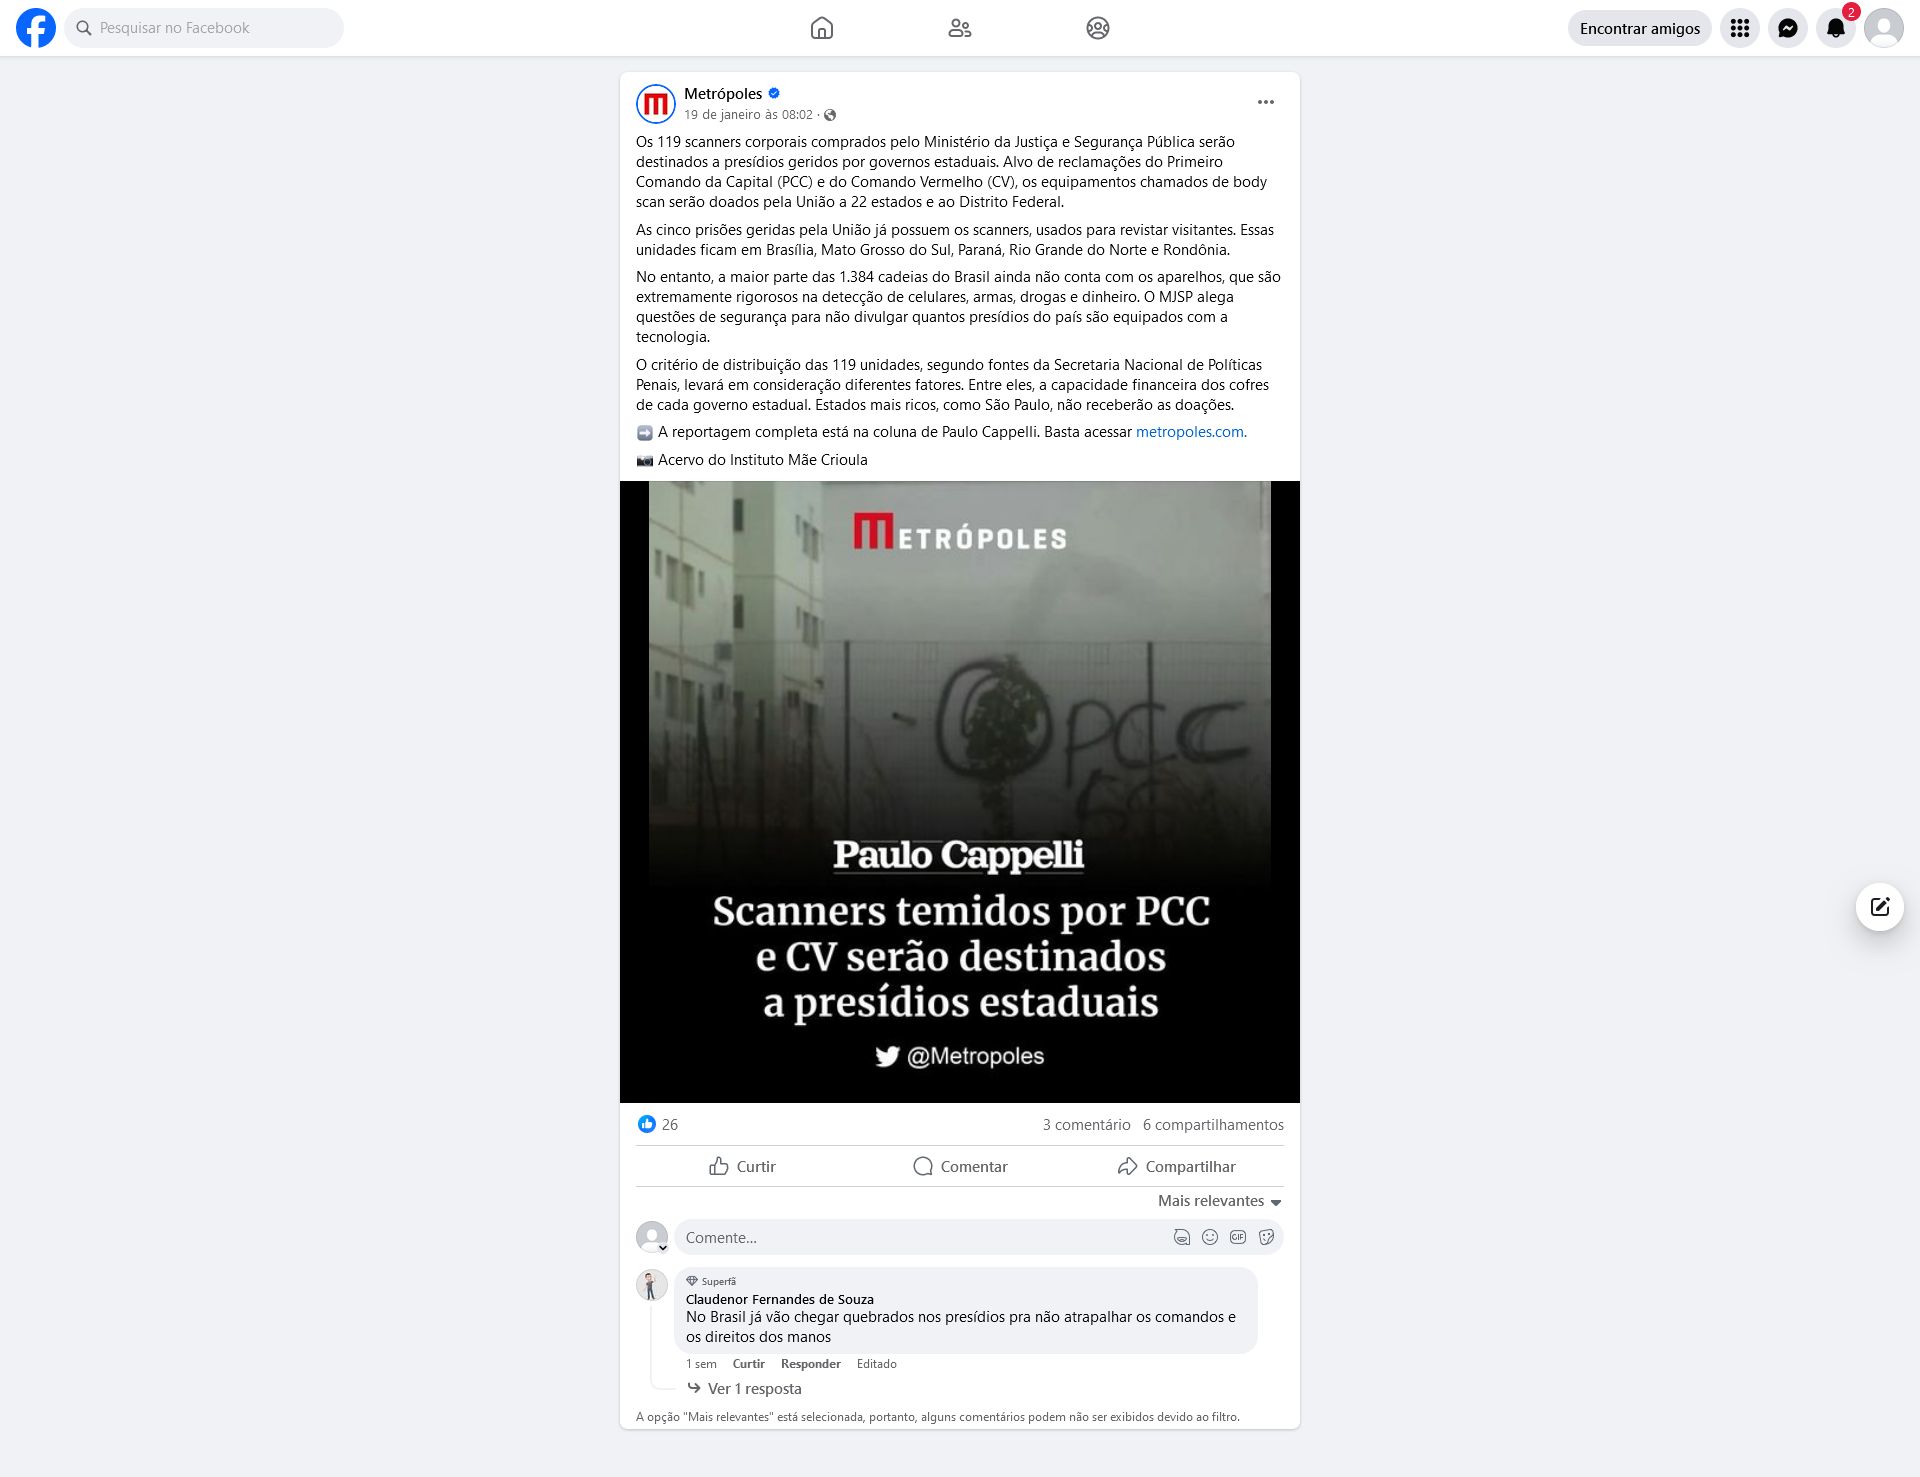 Pesquisar no Facebook
Encontrar amigos
2
Metrópoles
19 de janeiro às 08:02 ·
Os 119 scanners corporais comprados pelo Ministério da Justiça e Segurança Pública serão
destinados a presídios geridos por governos estaduais. Alvo de reclamações do Primeiro
Comando da Capital (PCC) e do Comando Vermelho (CV), os equipamentos chamados de body
scan serão doados pela União a 22 estados e ao Distrito Federal.
As cinco prisões geridas pela União já possuem os scanners, usados para revistar visitantes. Essas
unidades ficam em Brasília, Mato Grosso do Sul, Paraná, Rio Grande do Norte e Rondônia.
No entanto, a maior parte das 1.384 cadeias do Brasil ainda não conta com os aparelhos, que são
extremamente rigorosos na detecção de celulares, armas, drogas e dinheiro. O MJSP alega
questões de segurança para não divulgar quantos presídios do país são equipados com a
tecnologia.
O critério de distribuição das 119 unidades, segundo fontes da Secretaria Nacional de Políticas
Penais, levará em consideração diferentes fatores. Entre eles, a capacidade financeira dos cofres
de cada governo estadual. Estados mais ricos, como São Paulo, não receberão as doações.
➡️ A reportagem completa está na coluna de Paulo Cappelli. Basta acessar metropoles.com.
📷 Acervo do Instituto Mãe Crioula
METRÓPOLES
PCC
Paulo Cappelli
Scanners temidos por PCC
e CV serão destinados
a presídios estaduais
@Metropoles
26
3 comentário 6 compartilhamentos
Curtir Comentar Compartilhar
Mais relevantes
Comente...
GIF
Superfã
Claudenor Fernandes de Souza
No Brasil já vão chegar quebrados nos presídios pra não atrapalhar os comandos e
os direitos dos manos
1 sem Curtir Responder Editado
Ver 1 resposta
A opção "Mais relevantes" está selecionada, portanto, alguns comentários podem não ser exibidos devido ao filtro.